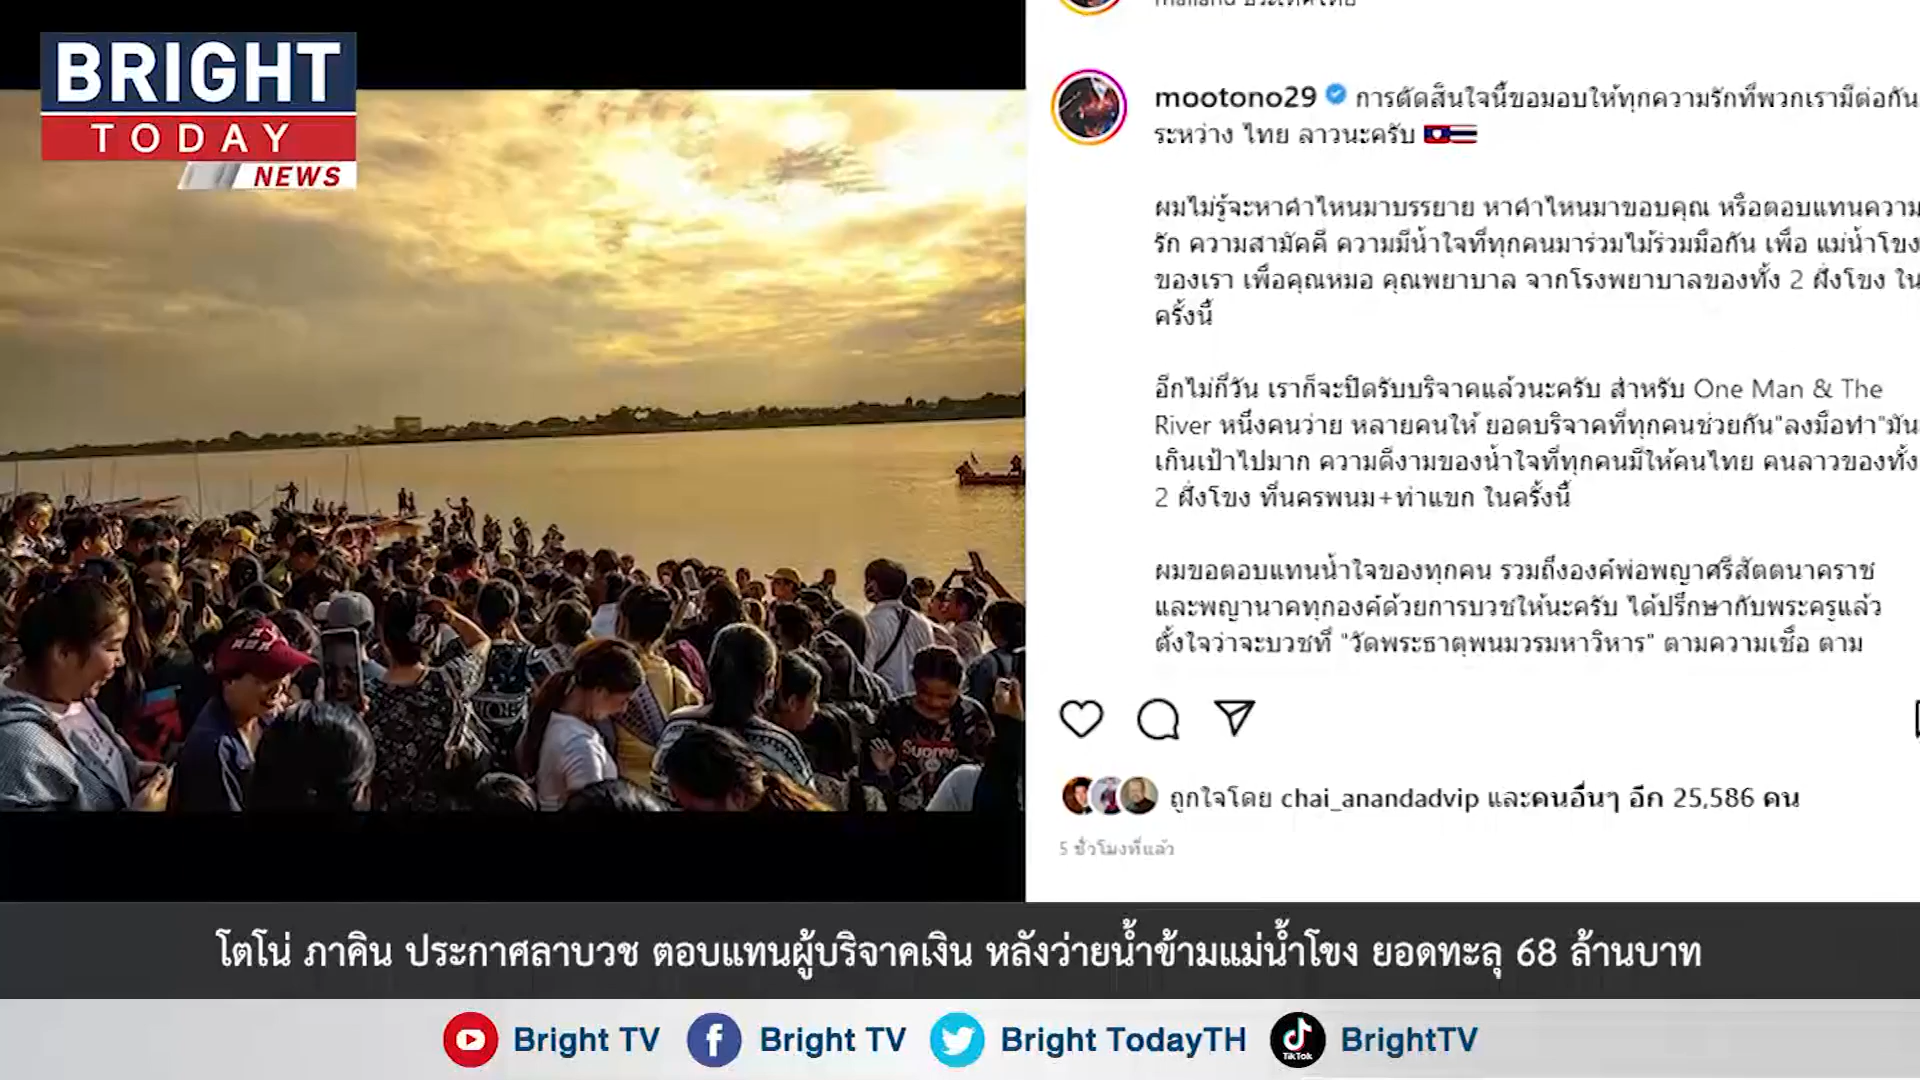 BRIGHT
TODAY
NEWS
mootono29 การตัดสินใจนี้ขอมอบให้ทุกความรักที่พวกเรามีต่อกัน
ระหว่าง ไทย ลาวนะครับ
ผมไม่รู้จะหาคำไหนมาบรรยาย หาคำไหนมาขอบคุณ หรือตอบแทนความ
รัก ความสามัคคี ความมีน้ำใจที่ทุกคนมาร่วมไม้ร่วมมือกัน เพื่อ แม่น้ำโขง
ของเรา เพื่อคุณหมอ คุณพยาบาล จากโรงพยาบาลของทั้ง 2 ฝั่งโขง ใน
ครั้งนี้
อีกไม่กี่วัน เราก็จะปิดรับบริจาคแล้วนะครับ สำหรับ One Man & The
River หนึ่งคนว่าย หลายคนให้ ยอดบริจาคที่ทุกคนช่วยกัน"ลงมือทำ"มัน
เกินเป้าไปมาก ความดีงามของน้ำใจที่ทุกคนมีให้คนไทย คนลาวของทั้ง
2 ฝั่งโขง ที่นครพนม+ท่าแขก ในครั้งนี้
ผมขอตอบแทนน้ำใจของทุกคน รวมถึงองค์พ่อพญาศรีสัตตนาคราช
และพญานาคทุกองค์ด้วยการบวชให้นะครับ ได้ปรึกษากับพระครูแล้ว
ตั้งใจว่าจะบวชที่ "วัดพระธาตุพนมวรมหาวิหาร" ตามความเชื่อ ตาม
ถูกใจโดย chai_anandadvip และคนอื่นๆ อีก 25,586 คน
5 ชั่วโมงที่แล้ว
โตโน่ ภาคิน ประกาศลาบวช ตอบแทนผู้บริจาคเงิน หลังว่ายน้ำข้ามแม่น้ำโขง ยอดทะลุ 68 ล้านบาท
Bright TV Bright TV Bright TodayTH TikTok BrightTV